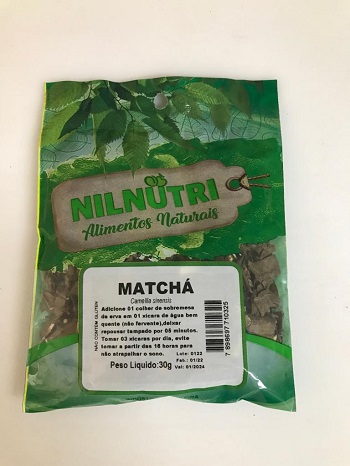 NILNUTRI
Alimentos Naturais
MATCHÁ
Camellia sinensis
Adicione 01 colher de sobremesa
da erva em 01 xícara de água bem
quente (não fervente),deixar
repousar tampado por 05 minutos.
Tomar 03 xícaras por dia, evite
tomar a partir das 16 horas para
não atrapalhar o sono.
Lote: 0122
Fab.: 01/22
Peso Líquido:30g
Val: 01/2024
NÃO CONTÉM GLÚTEN
7 898697 710325